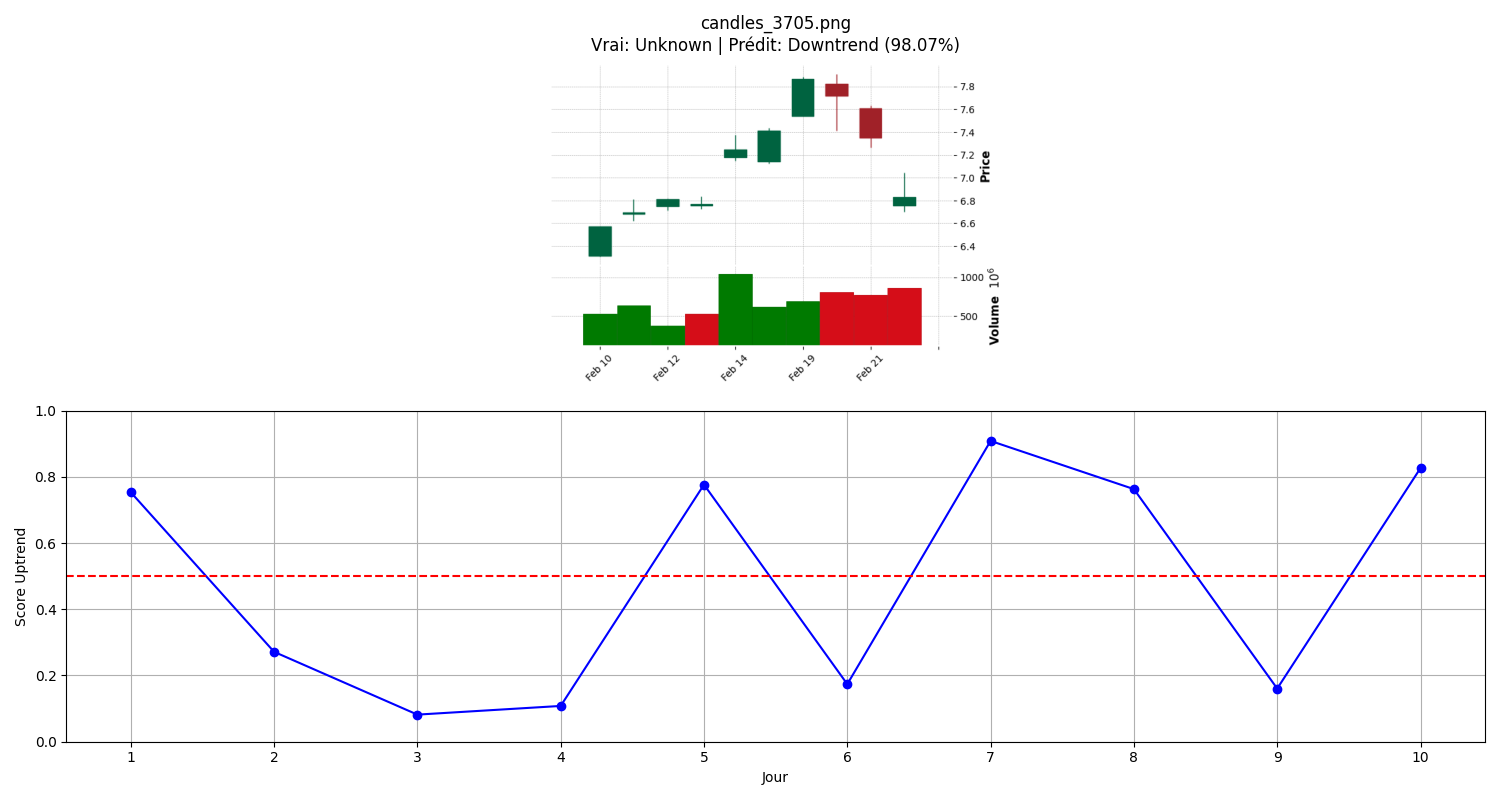 candles_3705.png
Vrai: Unknown | Prédit: Downtrend (98.07%)
7.8
7.6
7.4
7.2
7.0
6.8
6.6
6.4
Price
1000
500
Volume 10^6
Feb 10
Feb 12
Feb 14
Feb 19
Feb 21
1.0
0.8
0.6
0.4
0.2
0.0
Score Uptrend
1 2 3 4 5 6 7 8 9 10
Jour